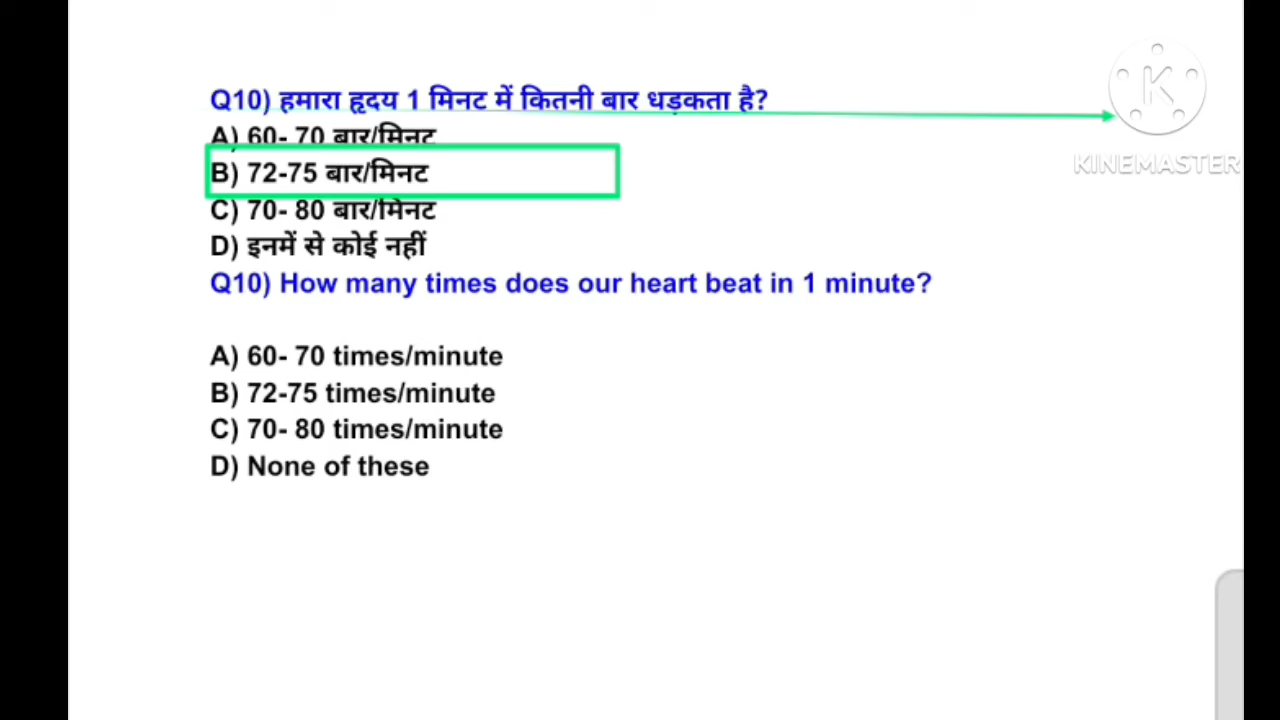 Q10) हमारा हृदय 1 मिनट में कितनी बार धड़कता है?
A) 60- 70 बार/मिनट
B) 72-75 बार/मिनट
C) 70- 80 बार/मिनट
D) इनमें से कोई नहीं
Q10) How many times does our heart beat in 1 minute?
A) 60- 70 times/minute
B) 72-75 times/minute
C) 70- 80 times/minute
D) None of these
K
KINEMASTER